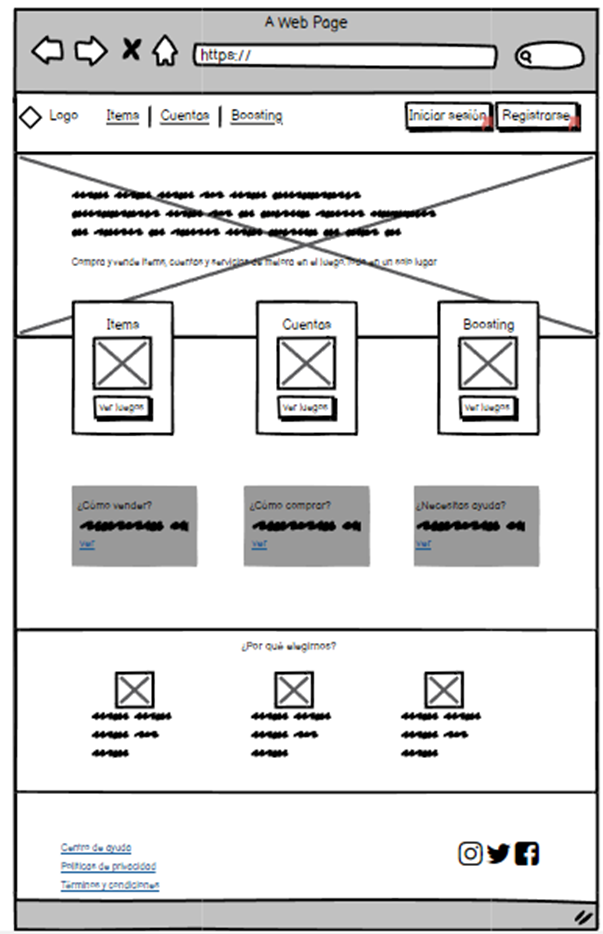 A Web Page
https://
Logo Items Cuentas Boosting Iniciar sesión Registrarse
Compra y vende items, cuentas y servicios de mejora en el juego, todo en un solo lugar
Items Cuentas Boosting
Ver juegos Ver juegos Ver juegos
¿Cómo vender? ¿Cómo comprar? ¿Necesitas ayuda?
Ver Ver Ver
¿Por qué elegirnos?
Centro de ayuda
Políticas de privacidad
Términos y condiciones